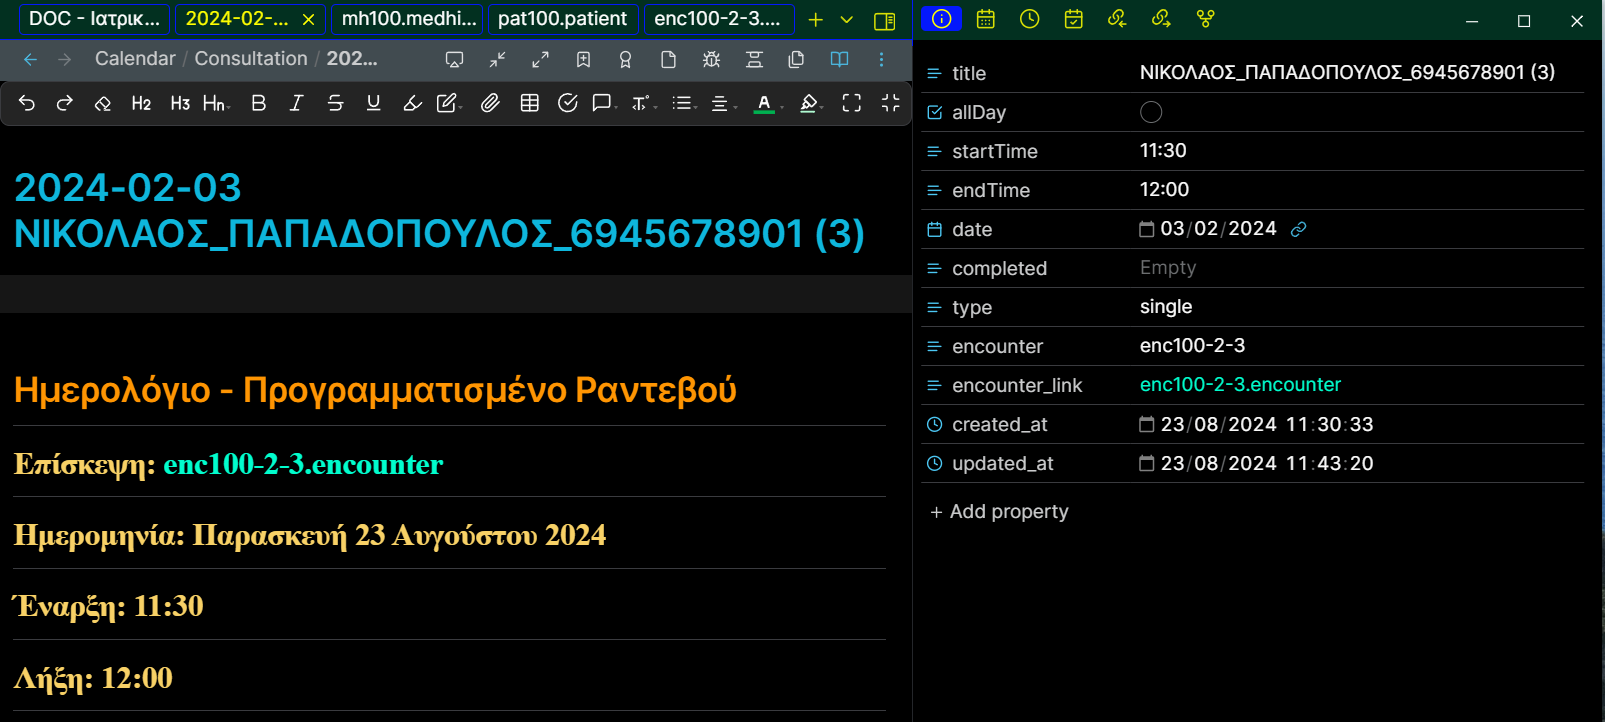 DOC - Ιατρικ...
2024-02-...
mh100.medhi...
pat100.patient
enc100-2-3....
Calendar / Consultation / 202...
H2 H3 Hn B I S U T A
2024-02-03
ΝΙΚΟΛΑΟΣ_ΠΑΠΑΔΟΠΟΥΛΟΣ_6945678901 (3)
Ημερολόγιο - Προγραμματισμένο Ραντεβού
Επίσκεψη: enc100-2-3.encounter
Ημερομηνία: Παρασκευή 23 Αυγούστου 2024
Έναρξη: 11:30
Λήξη: 12:00
title ΝΙΚΟΛΑΟΣ_ΠΑΠΑΔΟΠΟΥΛΟΣ_6945678901 (3)
allDay
startTime 11:30
endTime 12:00
date 03/02/2024
completed Empty
type single
encounter enc100-2-3
encounter_link enc100-2-3.encounter
created_at 23/08/2024 11:30:33
updated_at 23/08/2024 11:43:20
+ Add property